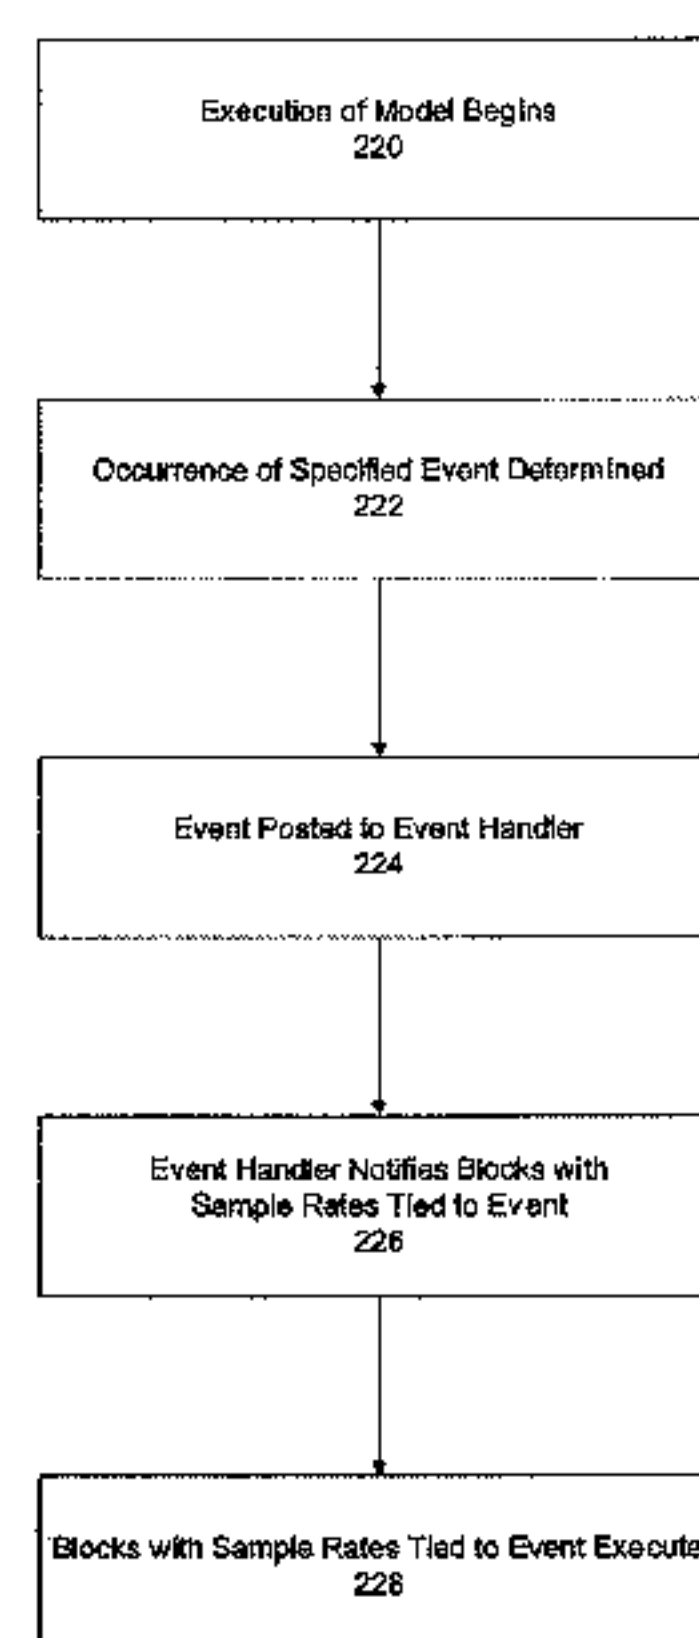 Execution of Model Begins
220
Occurrence of Specified Event Determined
222
Event Posted to Event Handler
224
Event Handler Notifies Blocks with
Sample Rates Tied to Event
226
Blocks with Sample Rates Tied to Event Execute
228